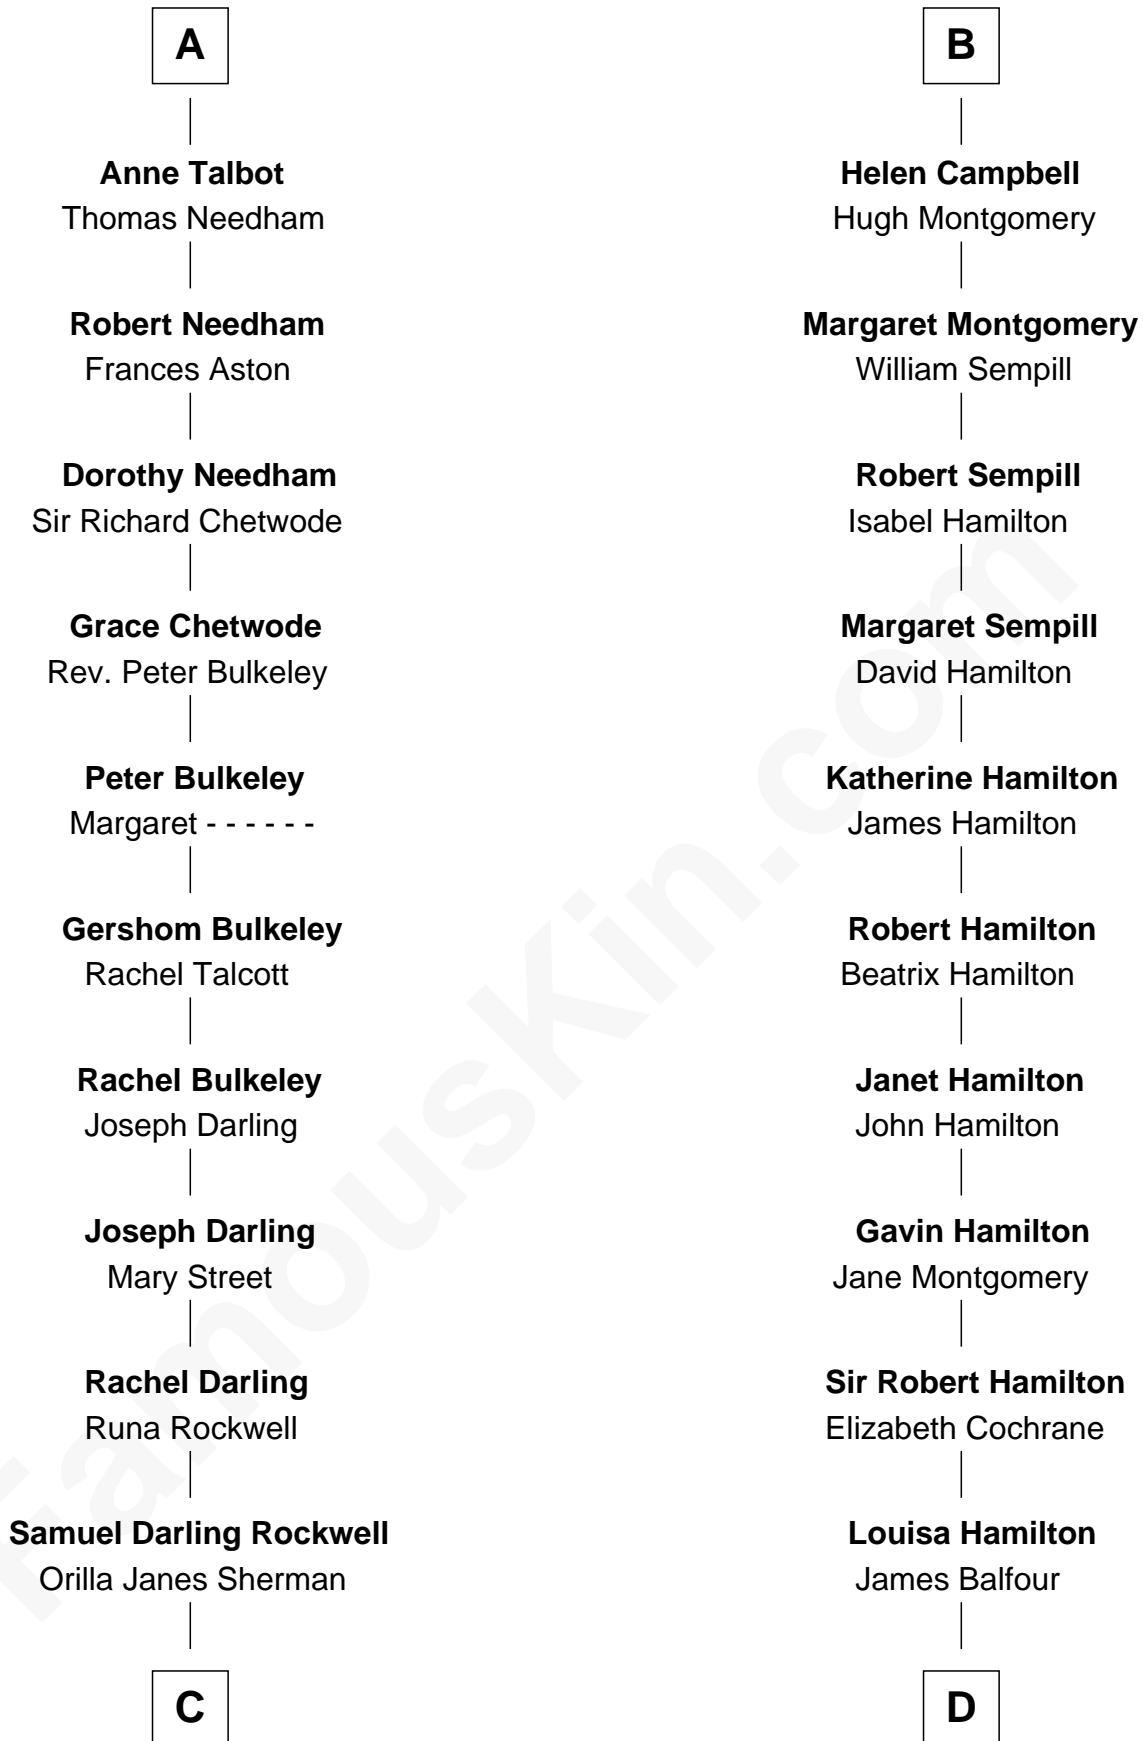 A
Anne Talbot
Thomas Needham
Robert Needham
Frances Aston
Dorothy Needham
Sir Richard Chetwode
Grace Chetwode
Rev. Peter Bulkeley
Peter Bulkeley
Margaret - - - - - -
Gershom Bulkeley
Rachel Talcott
Rachel Bulkeley
Joseph Darling
Joseph Darling
Mary Street
Rachel Darling
Runa Rockwell
Samuel Darling Rockwell
Orilla Janes Sherman
C
B
Helen Campbell
Hugh Montgomery
Margaret Montgomery
William Sempill
Robert Sempill
Isabel Hamilton
Margaret Sempill
David Hamilton
Katherine Hamilton
James Hamilton
Robert Hamilton
Beatrix Hamilton
Janet Hamilton
John Hamilton
Gavin Hamilton
Jane Montgomery
Sir Robert Hamilton
Elizabeth Cochrane
Louisa Hamilton
James Balfour
D
FamousKin.com